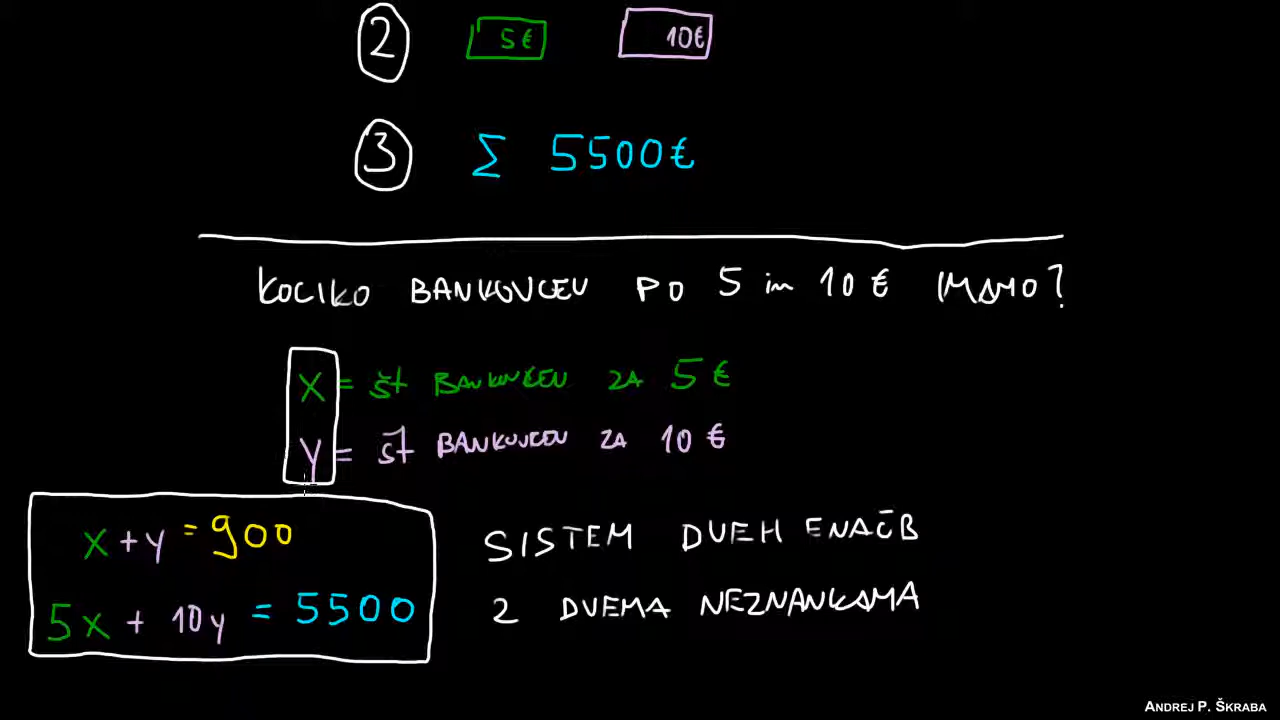 2 5€ 10€
3 Σ 5500€
KOLIKO BANKOVCEV PO 5 in 10 € IMAMO?
X = št BANKOVCEV ZA 5 €
Y = št BANKOVCEV ZA 10 €
x + y = 900
5x + 10y = 5500
SISTEM DVEH ENAČB
Z DVEMA NEZNANKAMA
ANDREJ P. ŠKRABA